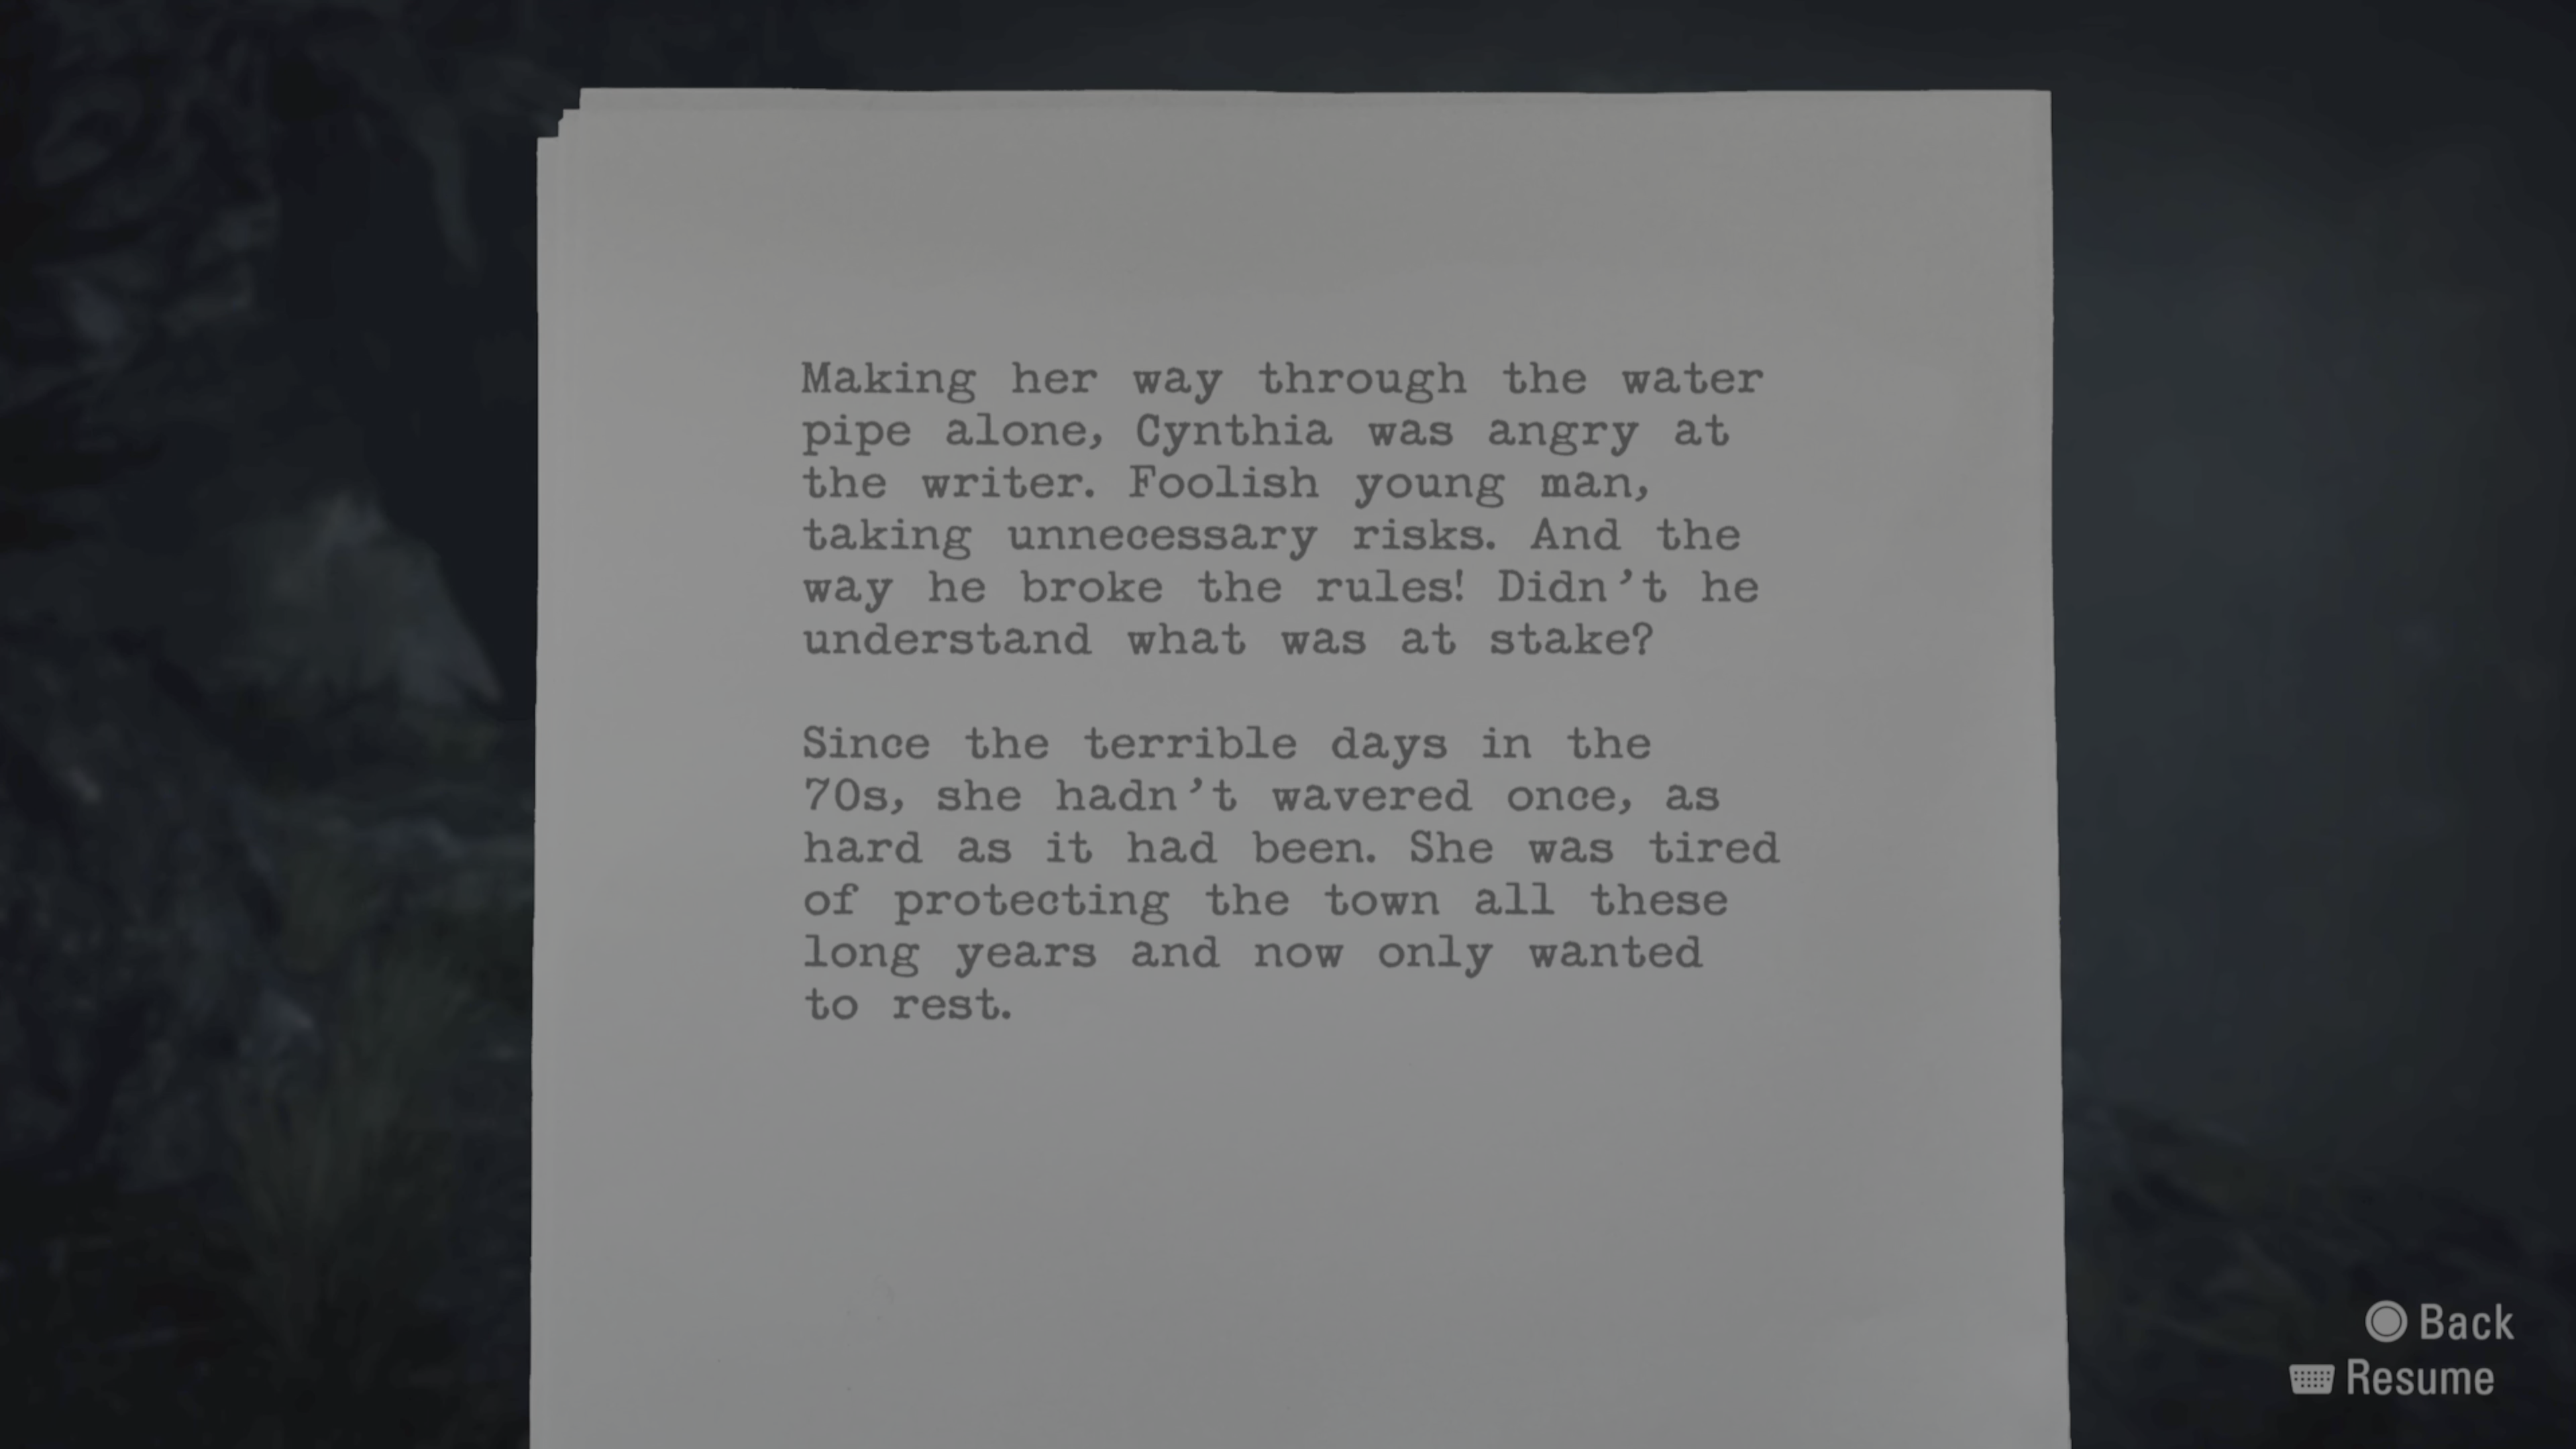 Making her way through the water
pipe alone, Cynthia was angry at
the writer. Foolish young man,
taking unnecessary risks. And the
way he broke the rules! Didn't he
understand what was at stake?
Since the terrible days in the
70s, she hadn't wavered once, as
hard as it had been. She was tired
of protecting the town all these
long years and now only wanted
to rest.
Back
Resume